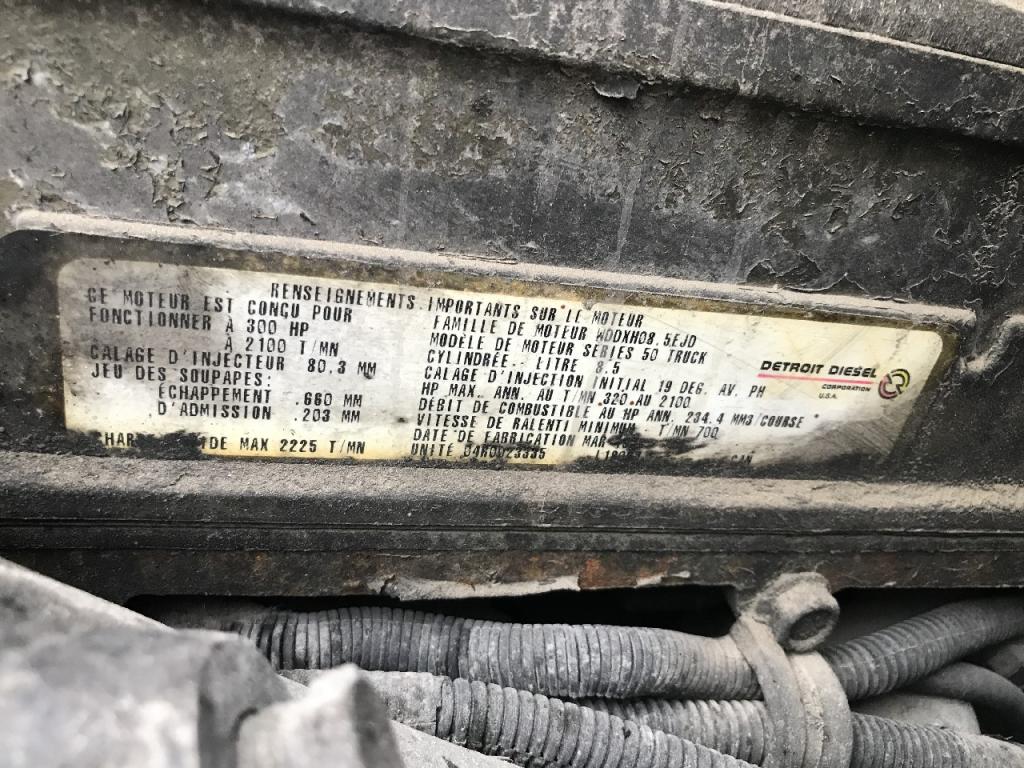 RENSEIGNEMENTS IMPORTANTS SUR LE MOTEUR
CE MOTEUR EST CONÇU POUR
FONCTIONNER À 300 HP
À 2100 T/MN
CALAGE D'INJECTEUR 80,3 MM
JEU DES SOUPAPES:
ÉCHAPPEMENT .660 MM
D'ADMISSION .203 MM
DE MAX 2225 T/MN
FAMILLE DE MOTEUR WDDXH08.5EJD
MODÈLE DE MOTEUR SERIES 50 TRUCK
CYLINDRÉE-- LITRE 8.5
CALAGE D'INJECTION INITIAL 19 DEG. AV. PH
HP MAX. ANN. AU T/MN 320 AU 2100
DÉBIT DE COMBUSTIBLE AU HP ANN. 234.4 MM3/COURSE *
VITESSE DE RALENTI MINIMUM T/MN 700
DATE DE FABRICATION MAR
UNITÉ 04R0023335
DETROIT DIESEL
CORPORATION
U.S.A.